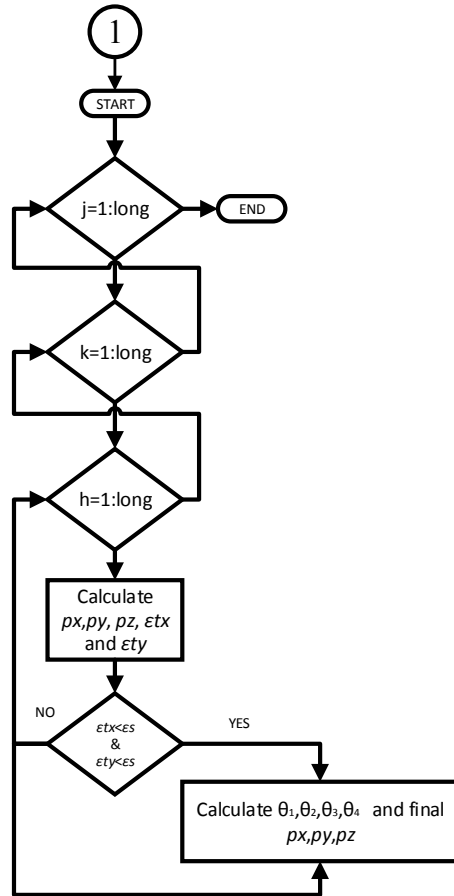 1
START
j=1:long
END
k=1:long
h=1:long
Calculate
px,py, pz, εtx
and εty
NO
εtx<εs
&
εty<εs
YES
Calculate θ₁,θ₂,θ₃,θ₄ and final
px,py,pz